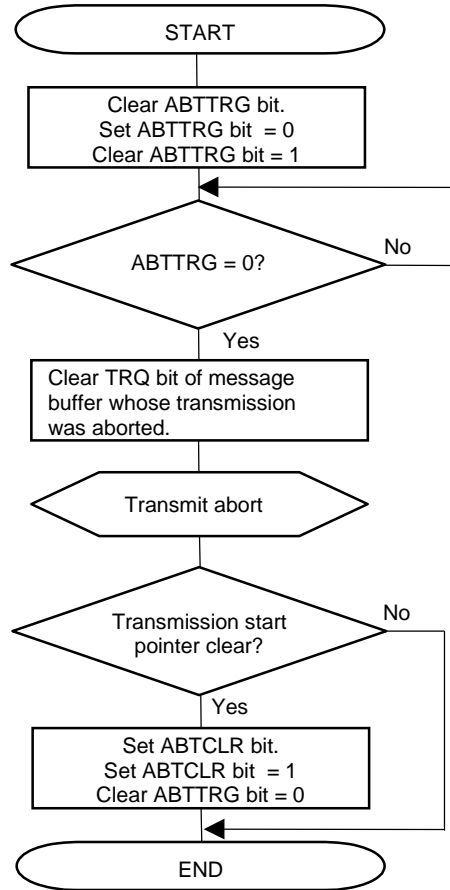 START
Clear ABTTRG bit.
Set ABTTRG bit = 0
Clear ABTTRG bit = 1
ABTTRG = 0?
No
Yes
Clear TRQ bit of message
buffer whose transmission
was aborted.
Transmit abort
Transmission start
pointer clear?
No
Yes
Set ABTCLR bit.
Set ABTCLR bit = 1
Clear ABTTRG bit = 0
END